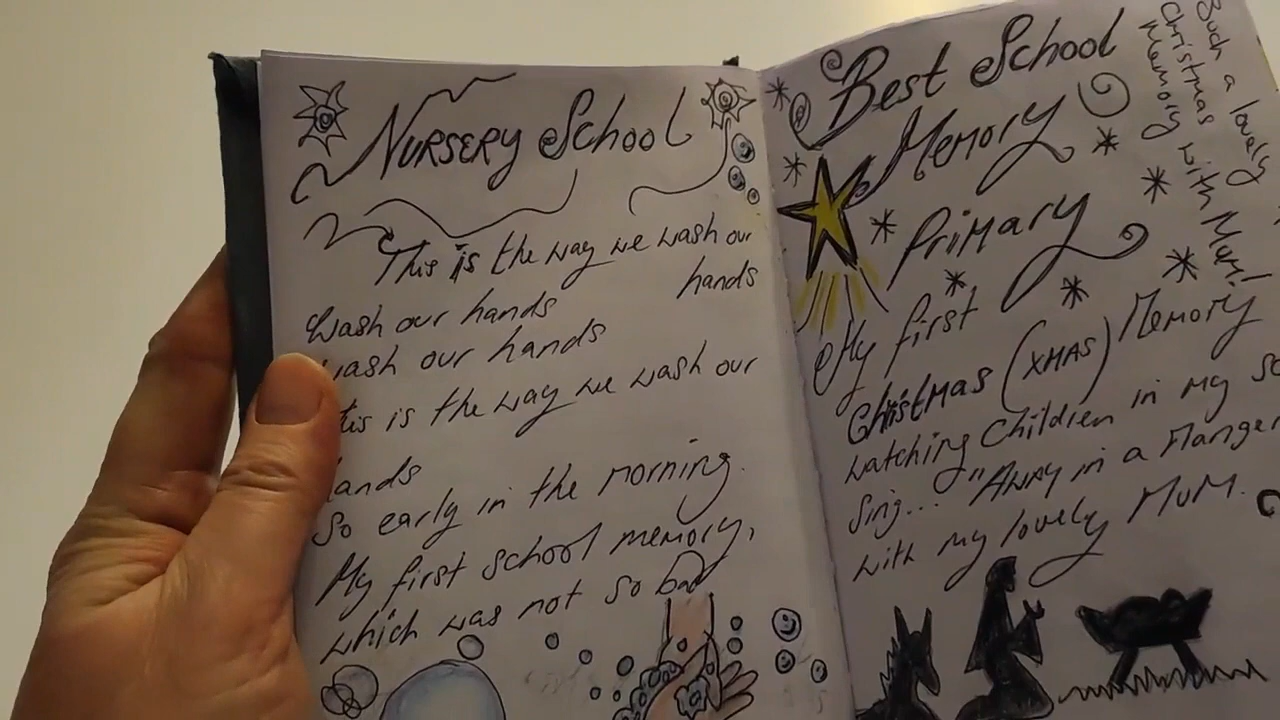 Nursery School
This is the way we wash our
hands
Wash our hands
wash our hands
this is the way we wash our
hands
So early in the morning.
My first school memory,
which was not so bad
Best School
Memory
Primary
My first
Christmas (XMAS) Memory
watching Children in my
Sing... "Away in a Manger
with my lovely MuM.
Such a lovely
Christmas
Memory with Mum!